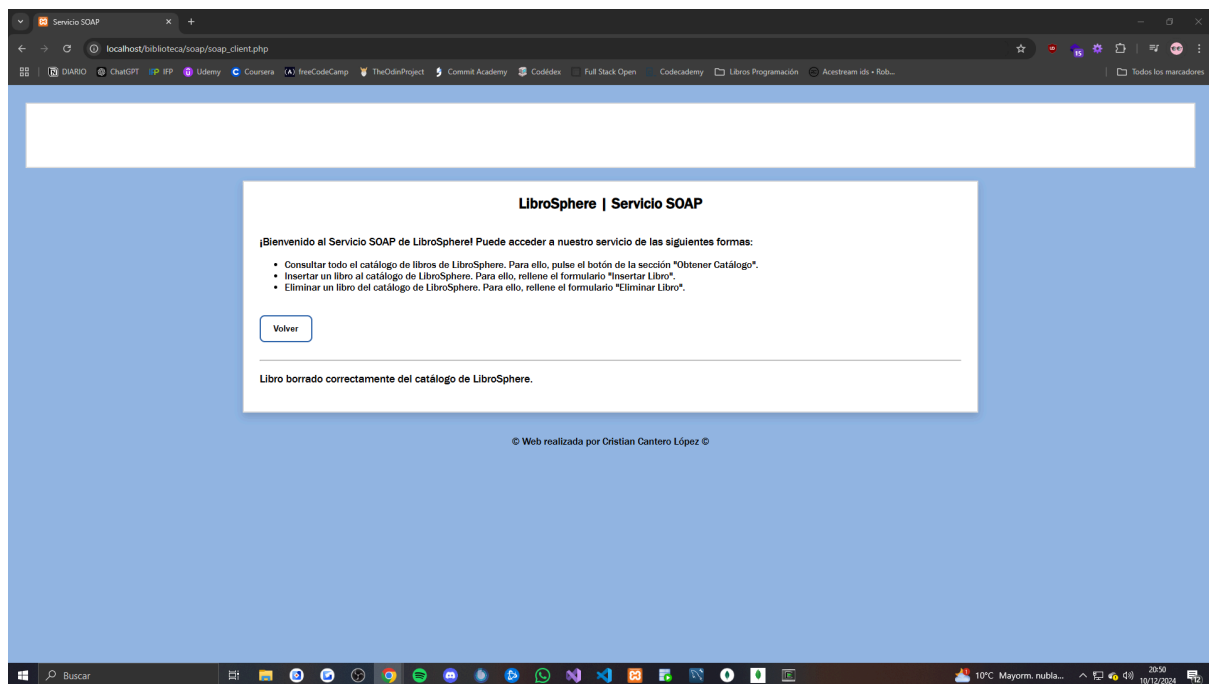 Servicio SOAP
localhost/biblioteca/soap/soap_client.php
DIARIO ChatGPT IFP Udemy Coursera freeCodeCamp TheOdinProject Commit Academy Codédex Full Stack Open Codecademy Libros Programación Acestream ids • Rob... Todos los marcadores
LibroSphere | Servicio SOAP
¡Bienvenido al Servicio SOAP de LibroSphere! Puede acceder a nuestro servicio de las siguientes formas:
• Consultar todo el catálogo de libros de LibroSphere. Para ello, pulse el botón de la sección "Obtener Catálogo".
• Insertar un libro al catálogo de LibroSphere. Para ello, rellene el formulario "Insertar Libro".
• Eliminar un libro del catálogo de LibroSphere. Para ello, rellene el formulario "Eliminar Libro".
Volver
Libro borrado correctamente del catálogo de LibroSphere.
© Web realizada por Cristian Cantero López ©
Buscar
10°C Mayorm. nubla...
20:50
10/12/2024